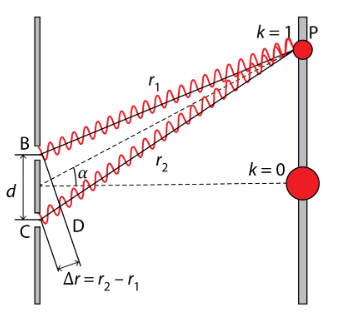 k = 1 P
r₁
B
r₂
k = 0
α
d
C
D
Δr = r₂ – r₁